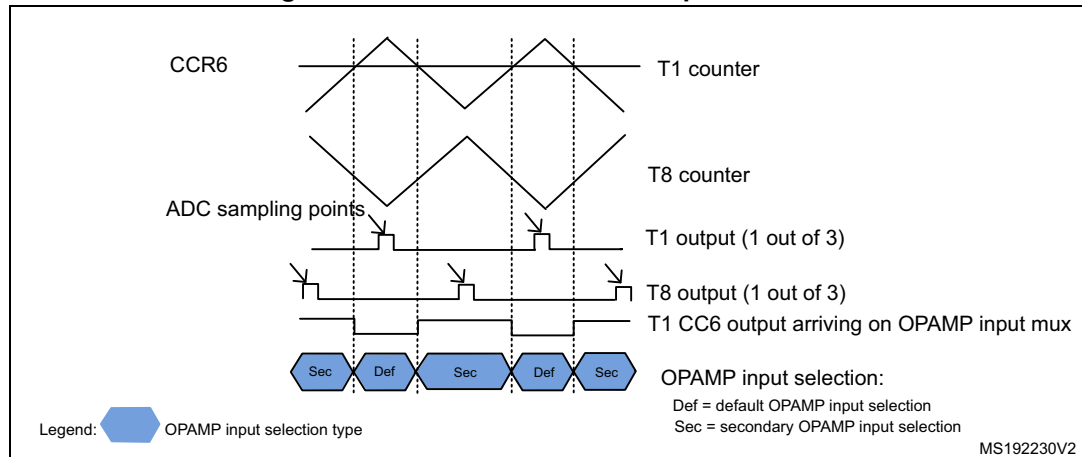 CCR6
T1 counter
T8 counter
ADC sampling points
T1 output (1 out of 3)
T8 output (1 out of 3)
T1 CC6 output arriving on OPAMP input mux
Sec
Def
Sec
Def
Sec
OPAMP input selection:
Def = default OPAMP input selection
Sec = secondary OPAMP input selection
Legend:
OPAMP input selection type
MS192230V2